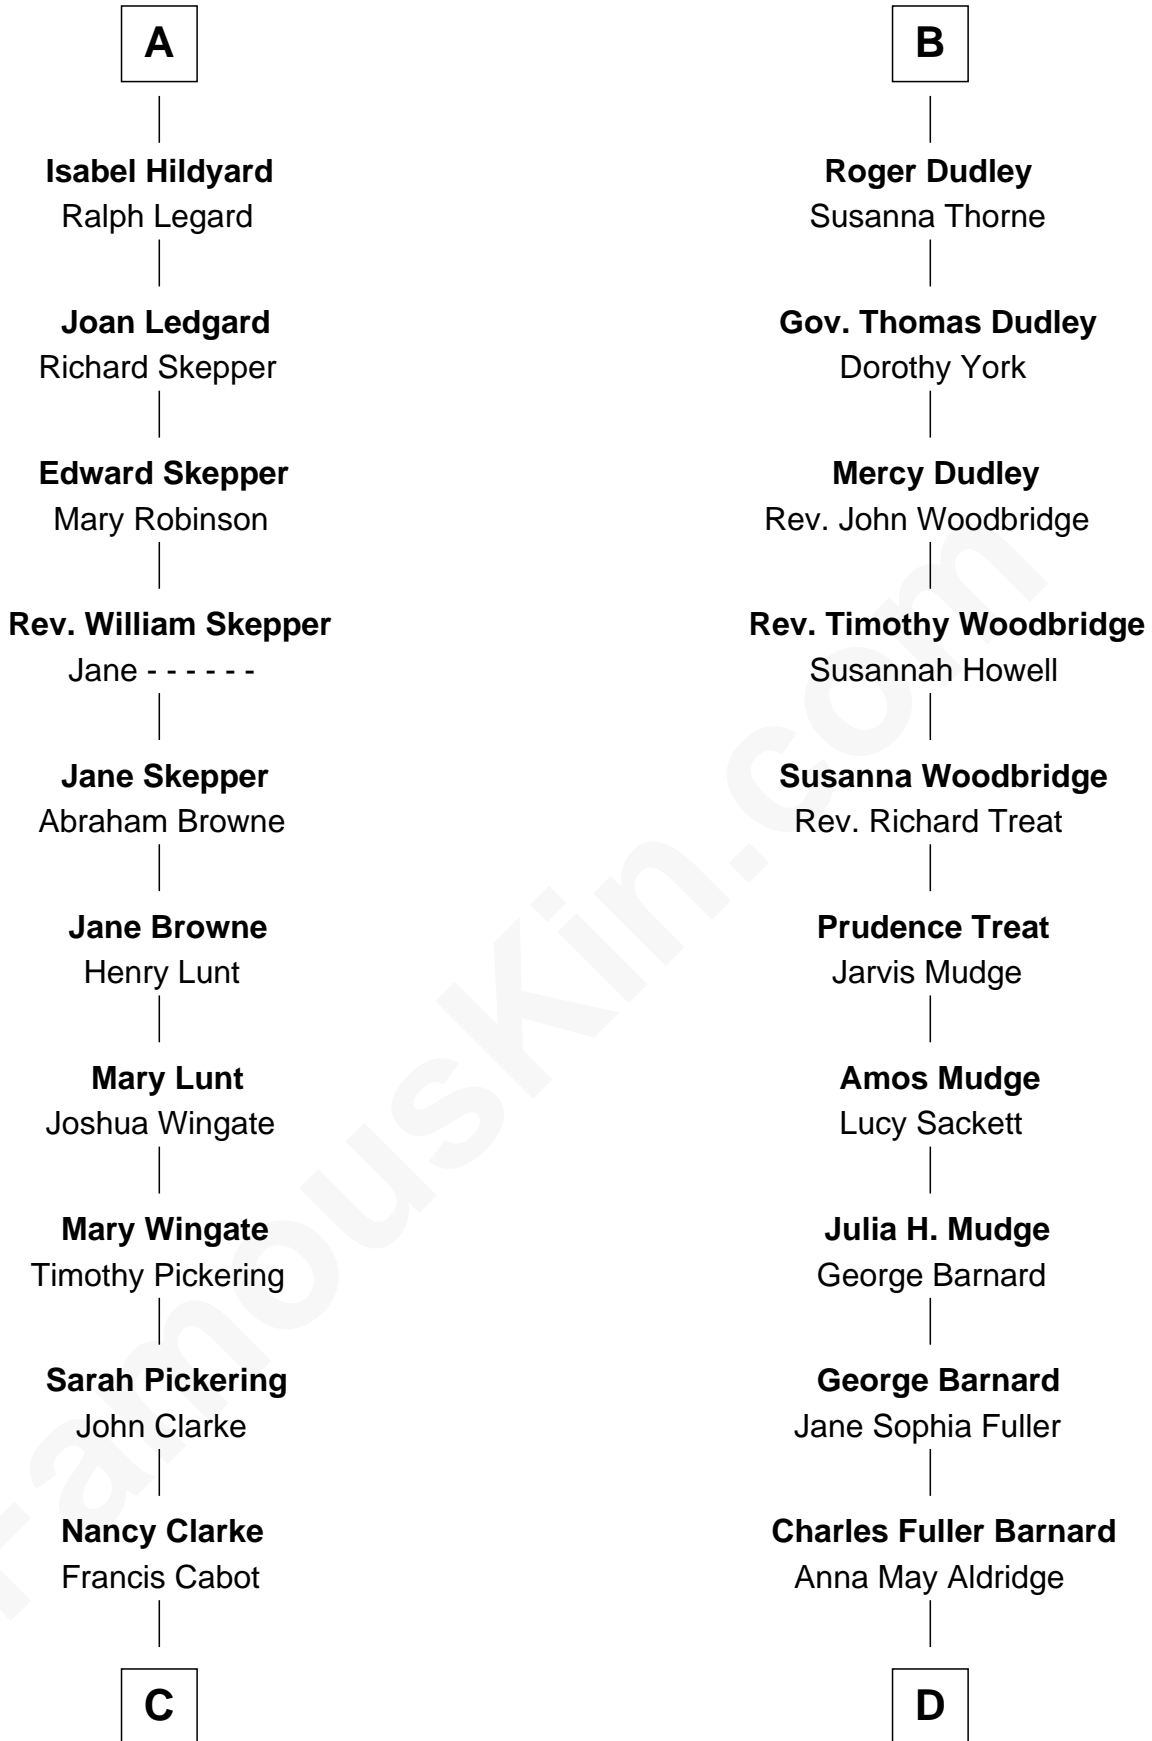 A
Isabel Hildyard
Ralph Legard
Joan Ledgard
Richard Skepper
Edward Skepper
Mary Robinson
Rev. William Skepper
Jane - - - - - -
Jane Skepper
Abraham Browne
Jane Browne
Henry Lunt
Mary Lunt
Joshua Wingate
Mary Wingate
Timothy Pickering
Sarah Pickering
John Clarke
Nancy Clarke
Francis Cabot
C
B
Roger Dudley
Susanna Thorne
Gov. Thomas Dudley
Dorothy York
Mercy Dudley
Rev. John Woodbridge
Rev. Timothy Woodbridge
Susannah Howell
Susanna Woodbridge
Rev. Richard Treat
Prudence Treat
Jarvis Mudge
Amos Mudge
Lucy Sackett
Julia H. Mudge
George Barnard
George Barnard
Jane Sophia Fuller
Charles Fuller Barnard
Anna May Aldridge
D
FamousKin.com